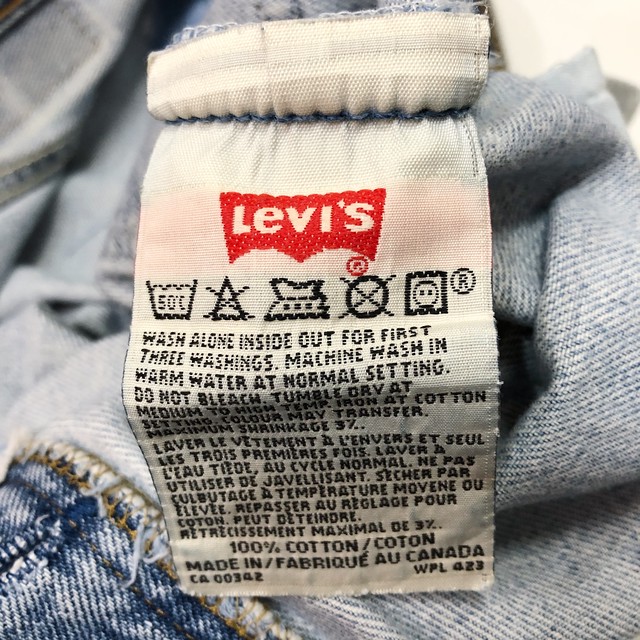 LEVI'S
®
50C ®
WASH ALONE INSIDE OUT FOR FIRST
THREE WASHINGS. MACHINE WASH IN
WARM WATER AT NORMAL SETTING.
DO NOT BLEACH. TUMBLE DRY AT
MEDIUM TO HIGH AT COTTON
MAY TRANSFER.
SHRINKAGE 3%.
LAVER LE VÊTEMENT À L'ENVERS ET SEUL
LES TROIS PREMIÈRES FOIS. LAVER À
L'EAU TIÈDE, AU CYCLE NORMAL. NE PAS
UTILISER DE JAVELLISANT. SÉCHER PAR
CULBUTAGE À TEMPÉRATURE MOYENNE OU
ÉLEVÉE. REPASSER AU RÉGLAGE POUR
COTON. PEUT DÉTEINDRE.
RÉTRÉCISSEMENT MAXIMAL DE 3%.
100% COTTON/COTON
MADE IN/FABRIQUÉ AU CANADA
CA 00342 WPL 423